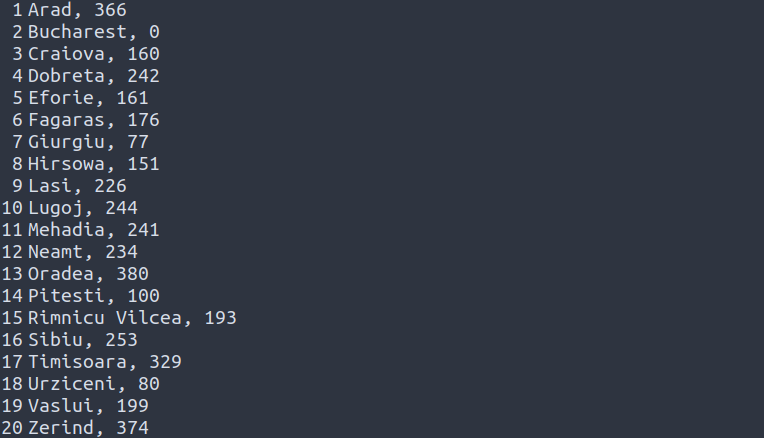 1 Arad, 366
2 Bucharest, 0
3 Craiova, 160
4 Dobreta, 242
5 Eforie, 161
6 Fagaras, 176
7 Giurgiu, 77
8 Hirsowa, 151
9 Lasi, 226
10 Lugoj, 244
11 Mehadia, 241
12 Neamt, 234
13 Oradea, 380
14 Pitesti, 100
15 Rimnicu Vilcea, 193
16 Sibiu, 253
17 Timisoara, 329
18 Urziceni, 80
19 Vaslui, 199
20 Zerind, 374